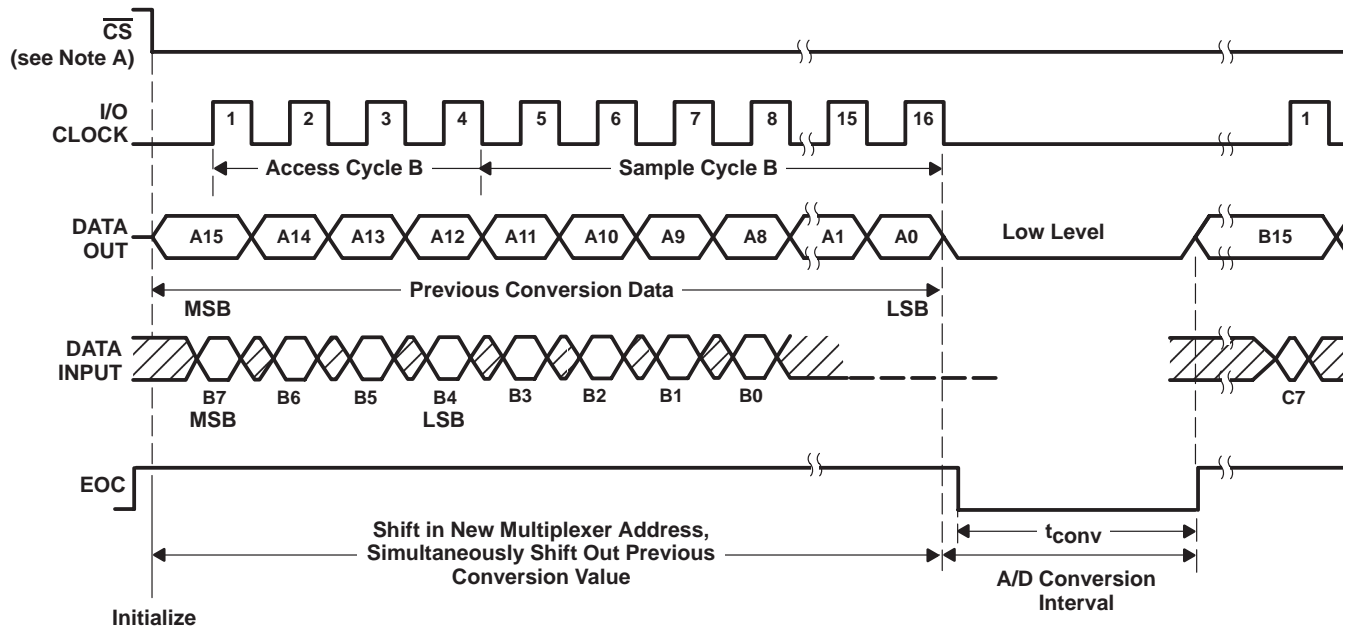 CS
(see Note A)
I/O
CLOCK
1 2 3 4 5 6 7 8 15 16 1
Access Cycle B Sample Cycle B
DATA
OUT
A15 A14 A13 A12 A11 A10 A9 A8 A1 A0 Low Level B15
Previous Conversion Data
MSB LSB
DATA
INPUT
B7 B6 B5 B4 B3 B2 B1 B0 C7
MSB LSB
EOC
Shift in New Multiplexer Address,
Simultaneously Shift Out Previous
Conversion Value
tconv
A/D Conversion
Interval
Initialize